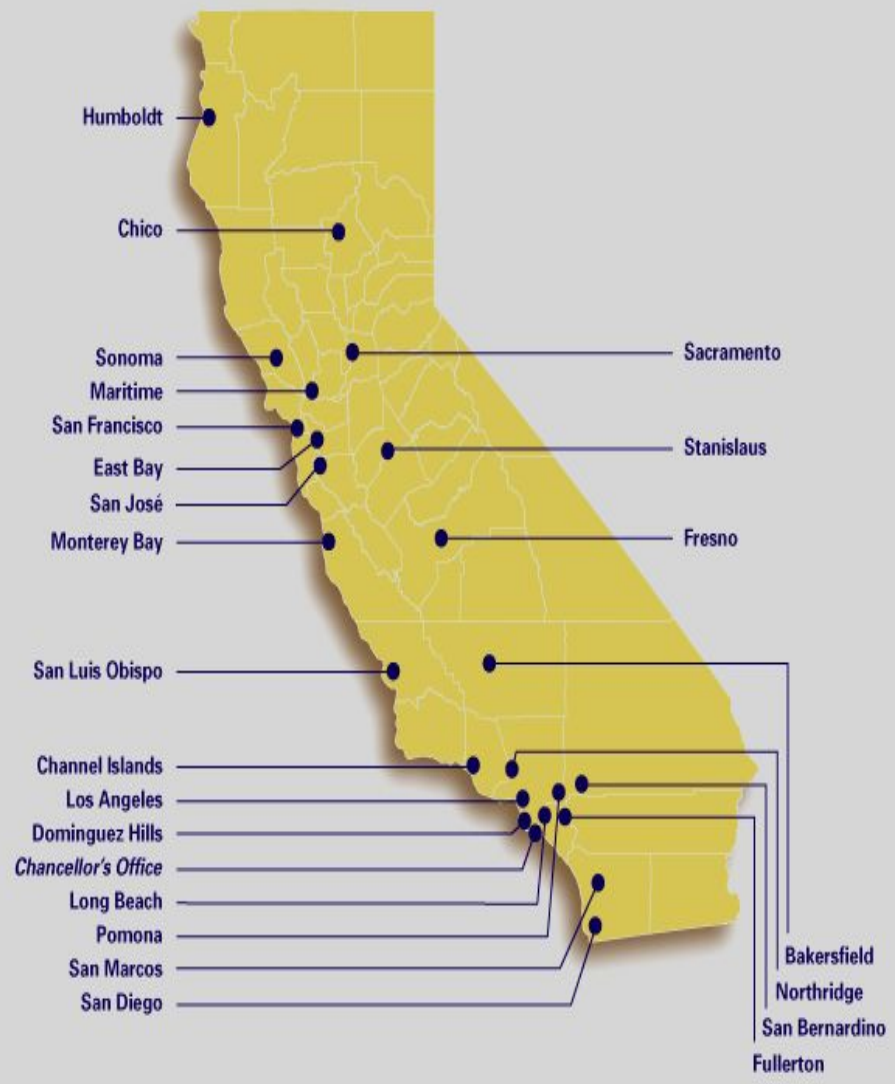 Humboldt
Chico
Sonoma
Maritime
San Francisco
East Bay
San José
Monterey Bay
San Luis Obispo
Channel Islands
Los Angeles
Dominguez Hills
Chancellor's Office
Long Beach
Pomona
San Marcos
San Diego
Sacramento
Stanislaus
Fresno
Bakersfield
Northridge
San Bernardino
Fullerton